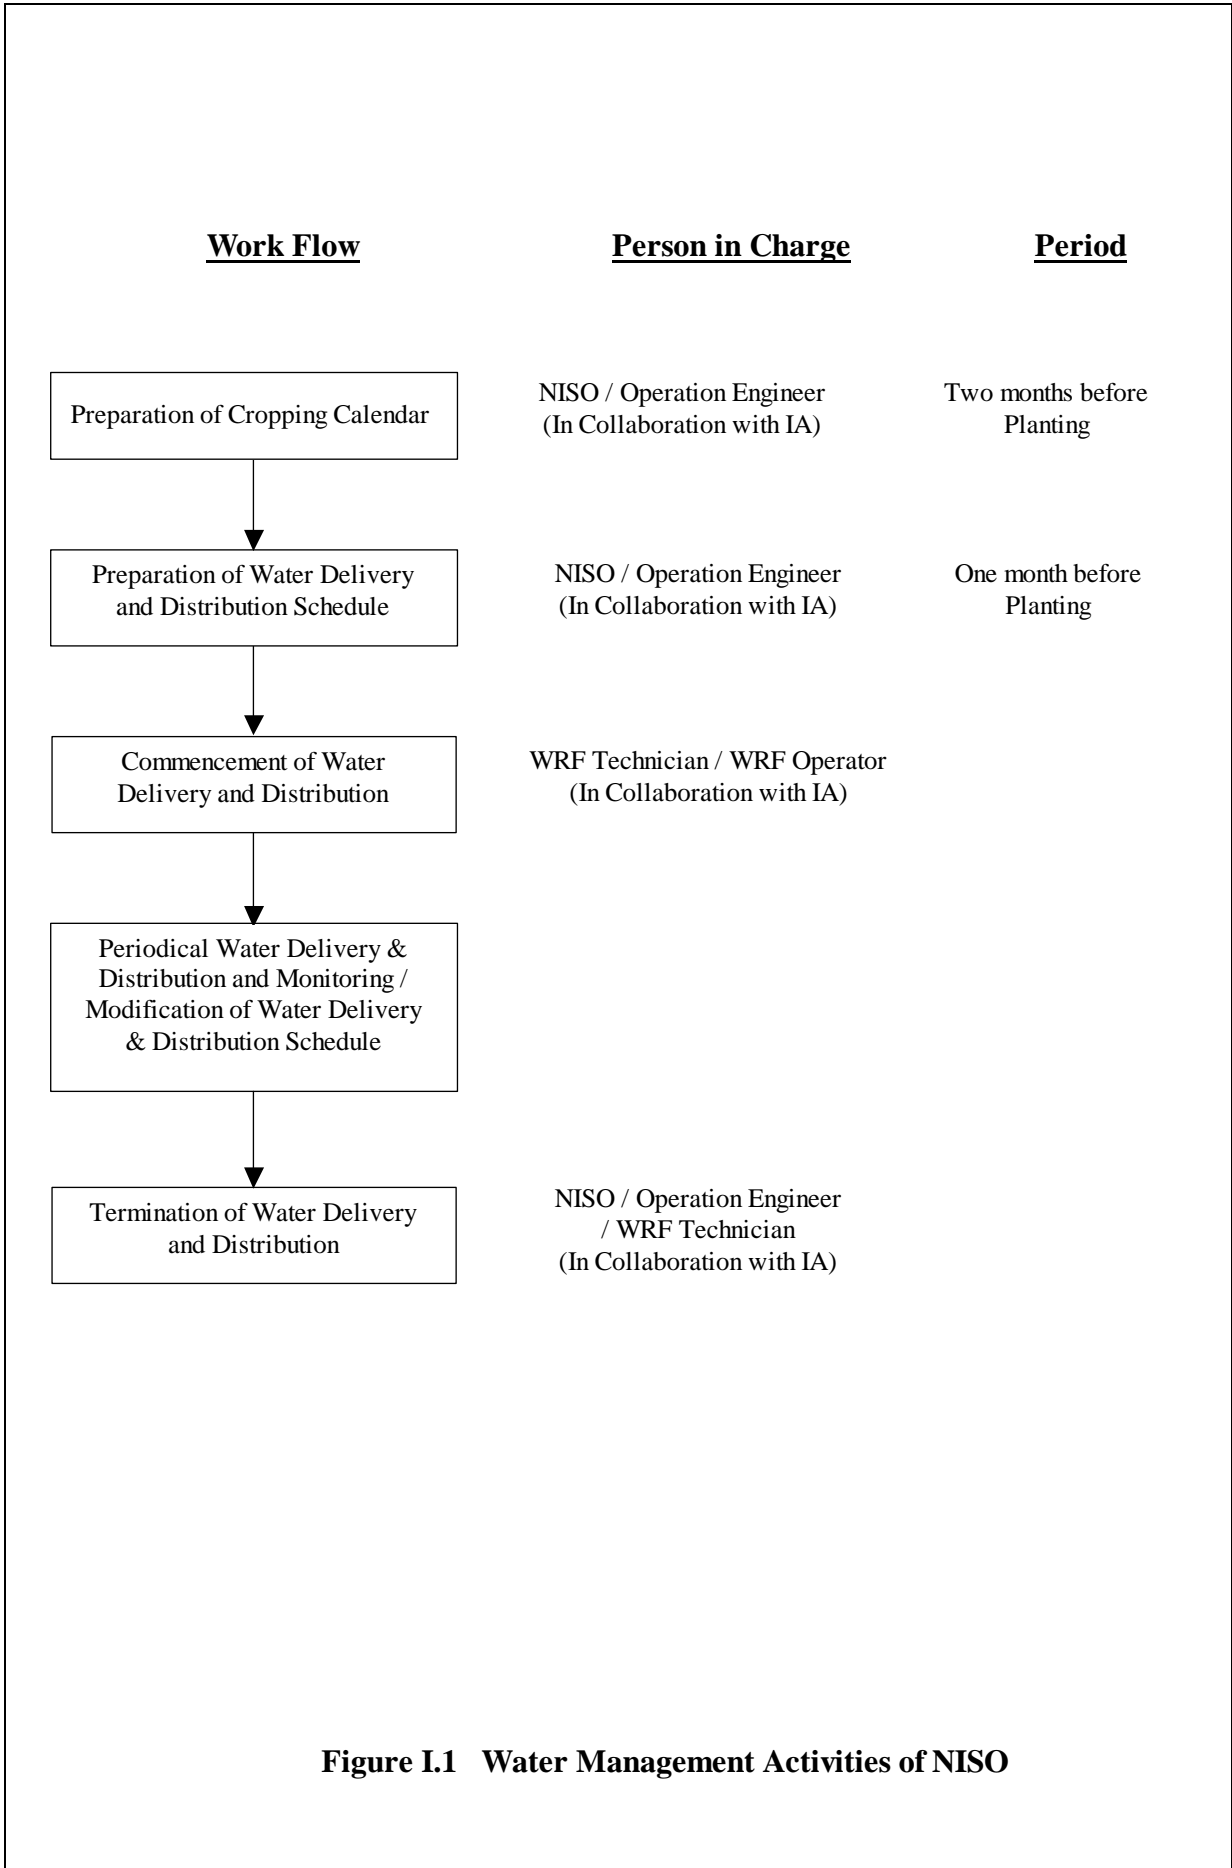 Work Flow Person in Charge Period
Preparation of Cropping Calendar
NISO / Operation Engineer
(In Collaboration with IA)
Two months before
Planting
Preparation of Water Delivery
and Distribution Schedule
NISO / Operation Engineer
(In Collaboration with IA)
One month before
Planting
Commencement of Water
Delivery and Distribution
WRF Technician / WRF Operator
(In Collaboration with IA)
Periodical Water Delivery &
Distribution and Monitoring /
Modification of Water Delivery
& Distribution Schedule
Termination of Water Delivery
and Distribution
NISO / Operation Engineer
/ WRF Technician
(In Collaboration with IA)
Figure I.1 Water Management Activities of NISO